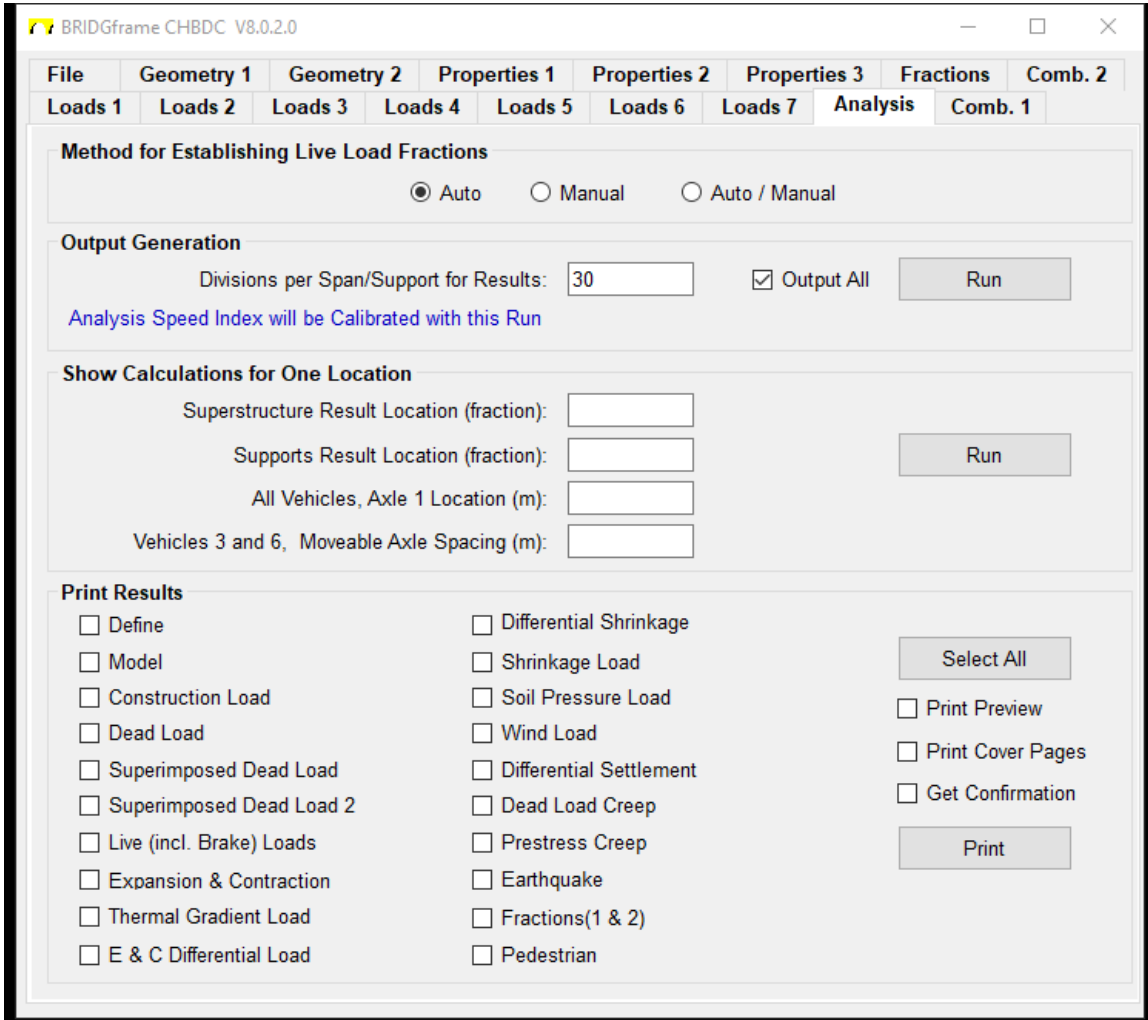 BRIDGframe CHBDC V8.0.2.0
File Geometry 1 Geometry 2 Properties 1 Properties 2 Properties 3 Fractions Comb. 2
Loads 1 Loads 2 Loads 3 Loads 4 Loads 5 Loads 6 Loads 7 Analysis Comb. 1
Method for Establishing Live Load Fractions
Auto Manual Auto / Manual
Output Generation
Divisions per Span/Support for Results: 30 Output All Run
Analysis Speed Index will be Calibrated with this Run
Show Calculations for One Location
Superstructure Result Location (fraction):
Supports Result Location (fraction): Run
All Vehicles, Axle 1 Location (m):
Vehicles 3 and 6, Moveable Axle Spacing (m):
Print Results
Define Differential Shrinkage
Model Shrinkage Load Select All
Construction Load Soil Pressure Load Print Preview
Dead Load Wind Load
Superimposed Dead Load Differential Settlement Print Cover Pages
Superimposed Dead Load 2 Dead Load Creep Get Confirmation
Live (incl. Brake) Loads Prestress Creep Print
Expansion & Contraction Earthquake
Thermal Gradient Load Fractions(1 & 2)
E & C Differential Load Pedestrian